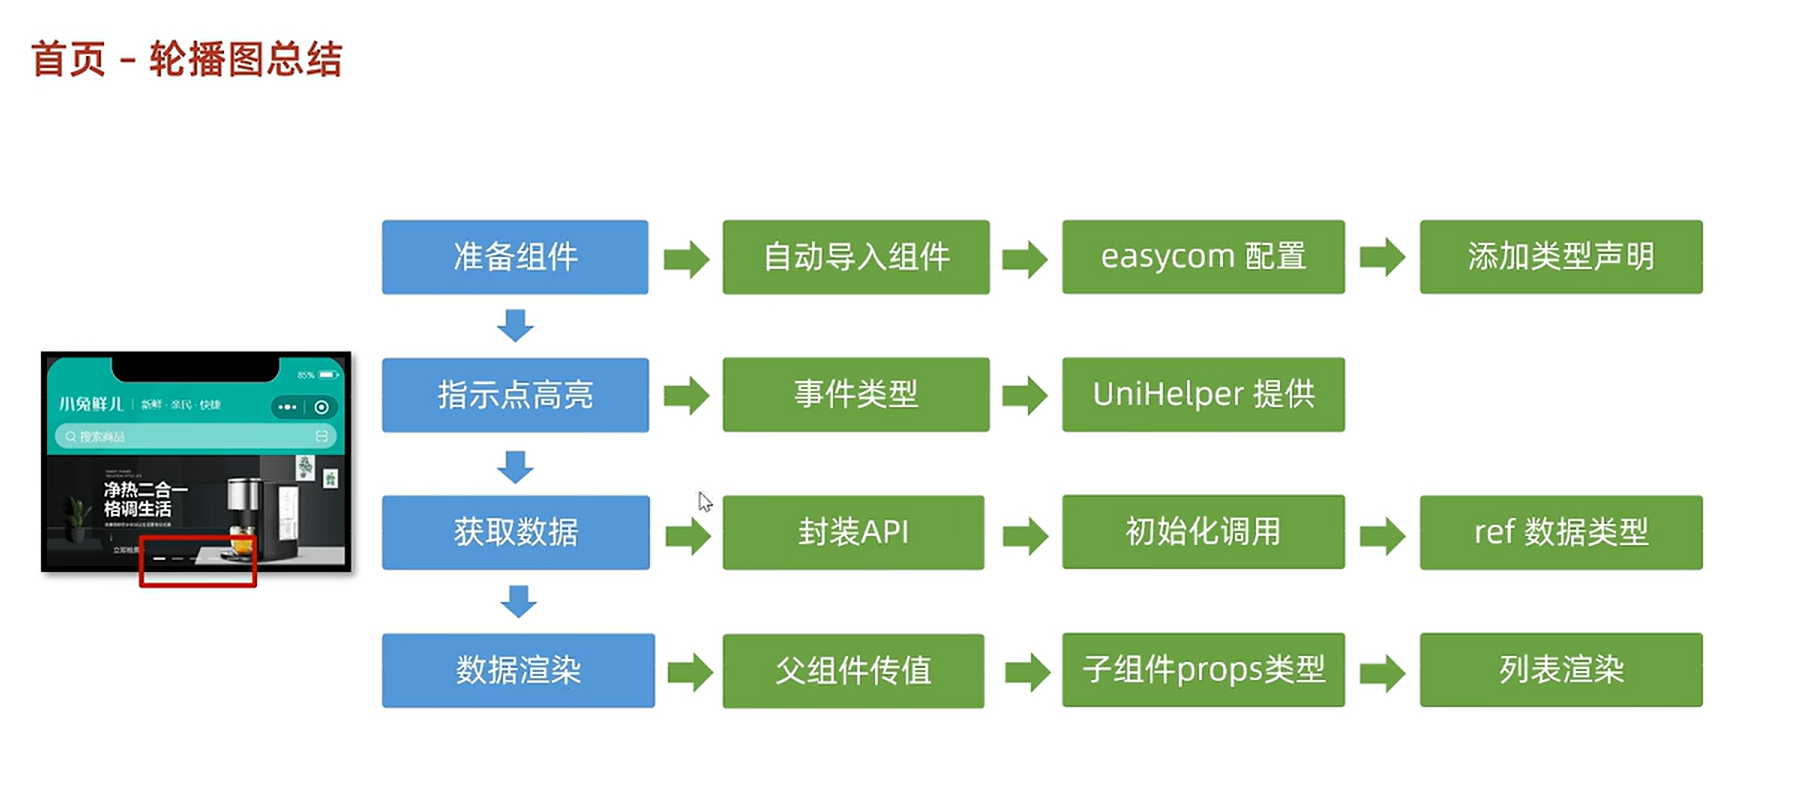 首页 - 轮播图总结
准备组件
自动导入组件
easycom 配置
添加类型声明
指示点高亮
事件类型
UniHelper 提供
获取数据
封装API
初始化调用
ref 数据类型
数据渲染
父组件传值
子组件props类型
列表渲染
85%
小兔鲜儿
新鲜·亲民·快捷
搜索商品
净热二合一
格调生活